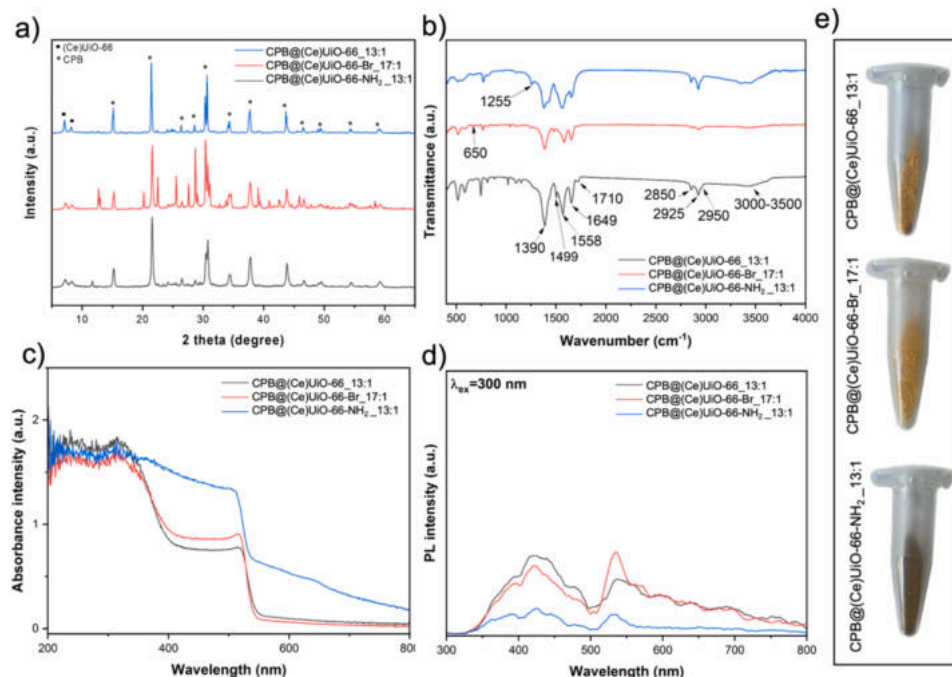 a)
(Ce)UiO-66
* CPB
CPB@(Ce)UiO-66_13:1
CPB@(Ce)UiO-66-Br_17:1
CPB@(Ce)UiO-66-NH₂_13:1
Intensity (a.u.)
5 15 25 35 45 55 65
2 theta (degree)
b)
1255
650
1390
1499
1558
1649
1710
2850
2925
2950
3000-3500
CPB@(Ce)UiO-66_13:1
CPB@(Ce)UiO-66-Br_17:1
CPB@(Ce)UiO-66-NH₂_13:1
Transmittance (a.u.)
500 1000 1500 2000 2500 3000 3500 4000
Wavenumber (cm⁻¹)
c)
CPB@(Ce)UiO-66_13:1
CPB@(Ce)UiO-66-Br_17:1
CPB@(Ce)UiO-66-NH₂_13:1
Absorbance intensity (a.u.)
2
1
0
200 400 600 800
Wavelength (nm)
d)
λex=300 nm
CPB@(Ce)UiO-66_13:1
CPB@(Ce)UiO-66-Br_17:1
CPB@(Ce)UiO-66-NH₂_13:1
PL intensity (a.u.)
300 400 500 600 700 800
Wavelength (nm)
e)
CPB@(Ce)UiO-66_13:1
CPB@(Ce)UiO-66-Br_17:1
CPB@(Ce)UiO-66-NH₂_13:1